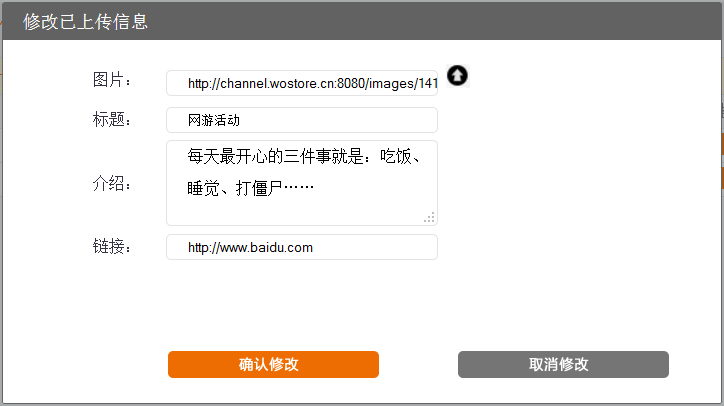 修改已上传信息
图片： http://channel.wostore.cn:8080/images/141
标题： 网游活动
介绍： 每天最开心的三件事就是：吃饭、
睡觉、打僵尸……
链接： http://www.baidu.com
确认修改 取消修改